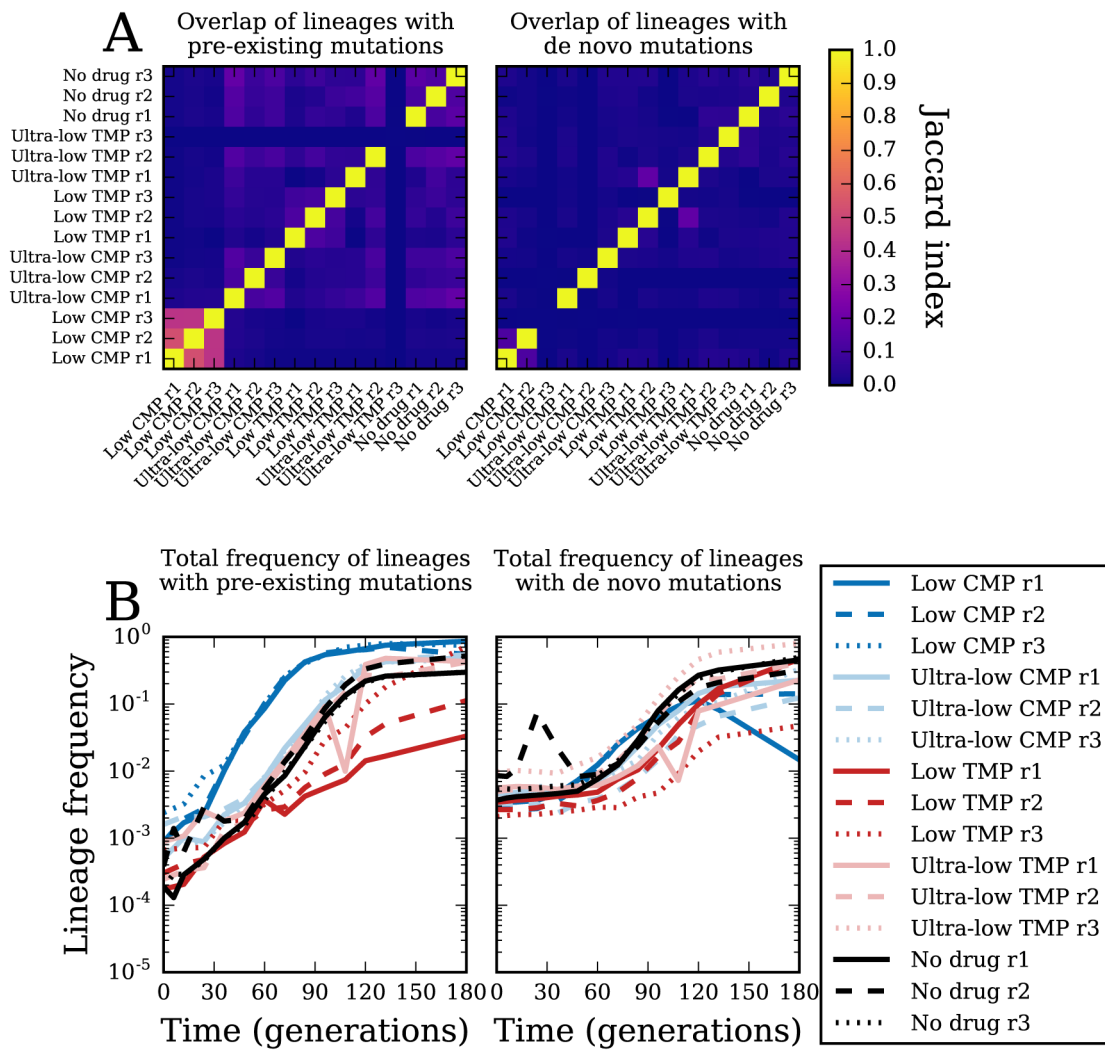 A
Overlap of lineages with
pre-existing mutations
Overlap of lineages with
de novo mutations
No drug r3
No drug r2
No drug r1
Ultra-low TMP r3
Ultra-low TMP r2
Ultra-low TMP r1
Low TMP r3
Low TMP r2
Low TMP r1
Ultra-low CMP r3
Ultra-low CMP r2
Ultra-low CMP r1
Low CMP r3
Low CMP r2
Low CMP r1
Low CMP r1
Low CMP r2
Low CMP r3
Ultra-low CMP r1
Ultra-low CMP r2
Ultra-low CMP r3
Low TMP r1
Low TMP r2
Low TMP r3
Ultra-low TMP r1
Ultra-low TMP r2
Ultra-low TMP r3
No drug r1
No drug r2
No drug r3
Low CMP r1
Low CMP r2
Low CMP r3
Ultra-low CMP r1
Ultra-low CMP r2
Ultra-low CMP r3
Low TMP r1
Low TMP r2
Low TMP r3
Ultra-low TMP r1
Ultra-low TMP r2
Ultra-low TMP r3
No drug r1
No drug r2
No drug r3
1.0
0.9
0.8
0.7
0.6
0.5
0.4
0.3
0.2
0.1
0.0
Jaccard index
B
Total frequency of lineages
with pre-existing mutations
Total frequency of lineages
with de novo mutations
Lineage frequency
10^0
10^-1
10^-2
10^-3
10^-4
10^-5
0 30 60 90 120 150 180
0 30 60 90 120 150 180
Time (generations)
Time (generations)
Low CMP r1
Low CMP r2
Low CMP r3
Ultra-low CMP r1
Ultra-low CMP r2
Ultra-low CMP r3
Low TMP r1
Low TMP r2
Low TMP r3
Ultra-low TMP r1
Ultra-low TMP r2
Ultra-low TMP r3
No drug r1
No drug r2
No drug r3